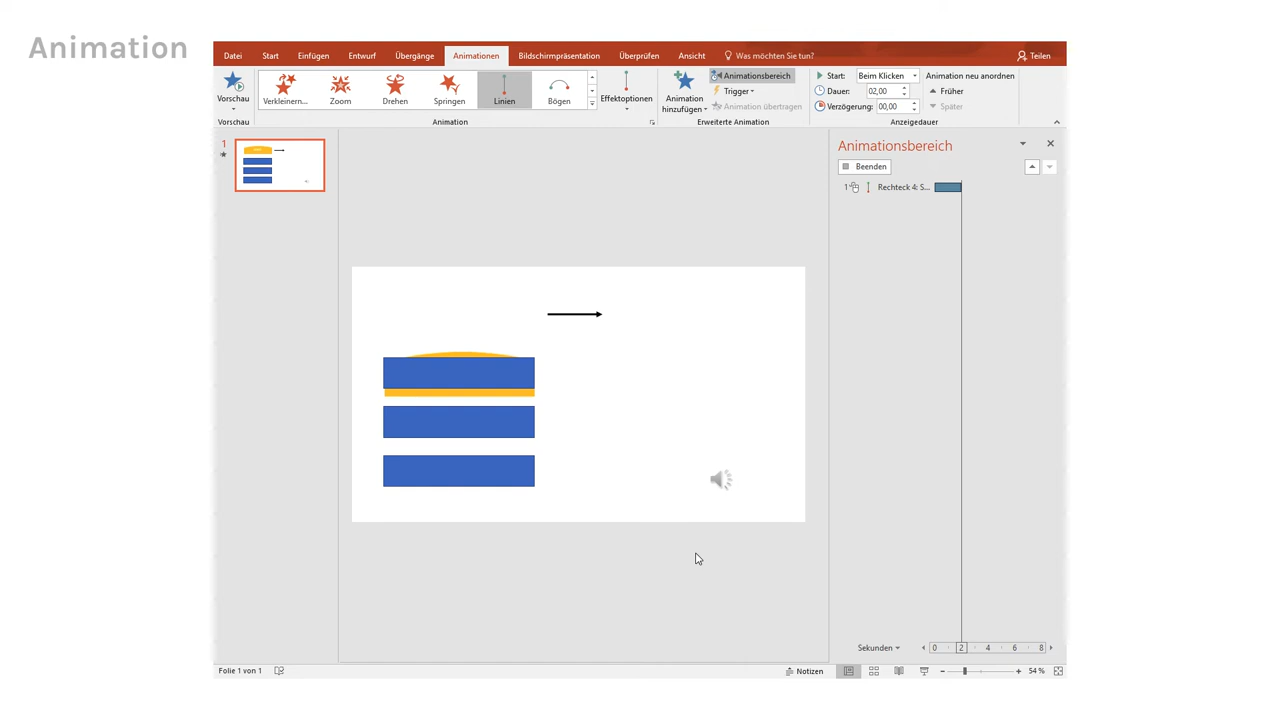 Animation
Datei Start Einfügen Entwurf Übergänge Animationen Bildschirmpräsentation Überprüfen Ansicht Was möchten Sie tun? Teilen
Vorschau
Verkleinern... Zoom Drehen Springen Linien Bögen
Effektoptionen
Animation hinzufügen
Animationsbereich
Trigger
Animation übertragen
Start: Beim Klicken
Dauer: 02,00
Verzögerung: 00,00
Animation neu anordnen
Früher
Später
Vorschau Animation Erweiterte Animation Anzeigedauer
1
Animationsbereich
Beenden
1 Rechteck 4: S...
Sekunden 0 2 4 6 8
Folie 1 von 1 Notizen 54 %